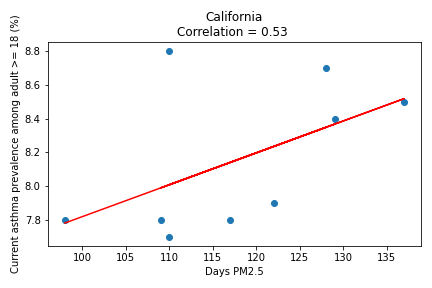 California
Correlation = 0.53
Current asthma prevalence among adult >= 18 (%)
8.8
8.6
8.4
8.2
8.0
7.8
100 105 110 115 120 125 130 135
Days PM2.5